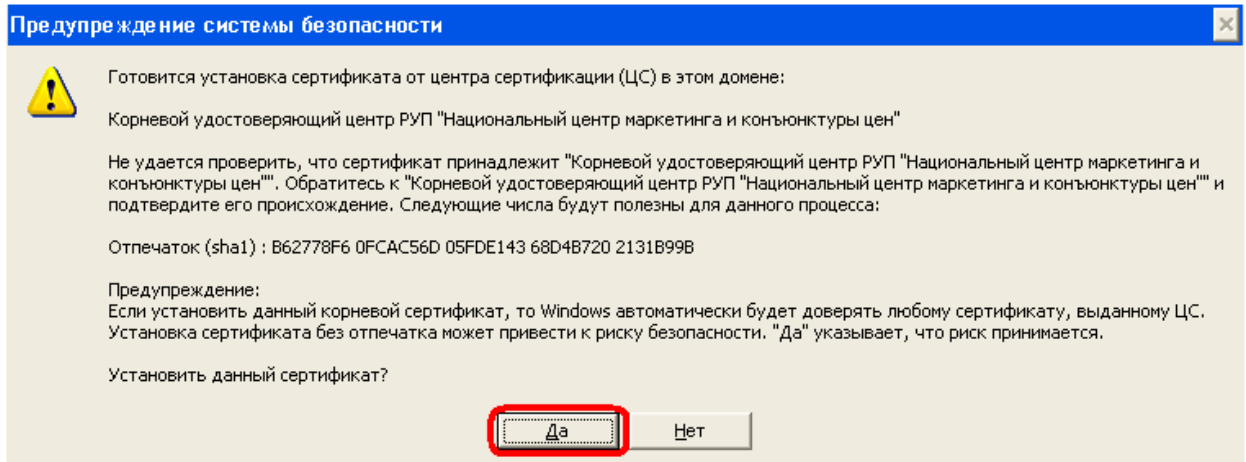 Предупреждение системы безопасности
Готовится установка сертификата от центра сертификации (ЦС) в этом домене:
Корневой удостоверяющий центр РУП "Национальный центр маркетинга и конъюнктуры цен"
Не удается проверить, что сертификат принадлежит "Корневой удостоверяющий центр РУП "Национальный центр маркетинга и
конъюнктуры цен"". Обратитесь к "Корневой удостоверяющий центр РУП "Национальный центр маркетинга и конъюнктуры цен"" и
подтвердите его происхождение. Следующие числа будут полезны для данного процесса:
Отпечаток (sha1) : B62778F6 0FCAC56D 05FDE143 68D4B720 2131B99B
Предупреждение:
Если установить данный корневой сертификат, то Windows автоматически будет доверять любому сертификату, выданному ЦС.
Установка сертификата без отпечатка может привести к риску безопасности. "Да" указывает, что риск принимается.
Установить данный сертификат?
Да
Нет